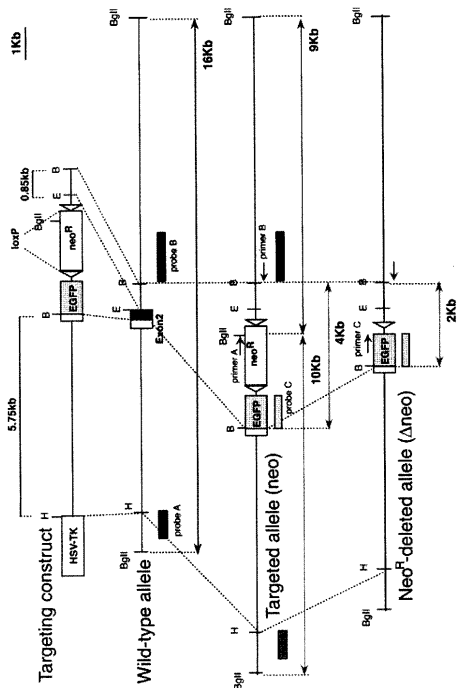 1Kb
Targeting construct
5.75kb
0.85kb
loxP
BglI
H
B
E
B
HSV-TK
EGFP
neoR
Wild-type allele
BglI
H
E
B
BglI
Exon2
probe A
probe B
16Kb
BglI
H
B
BglI
E
B
BglI
EGFP
neoR
primer A
primer B
probe C
10Kb
4Kb
9Kb
Targeted allele (neo)
BglI
H
B
E
B
BglI
EGFP
primer C
2Kb
NeoR-deleted allele (Δneo)